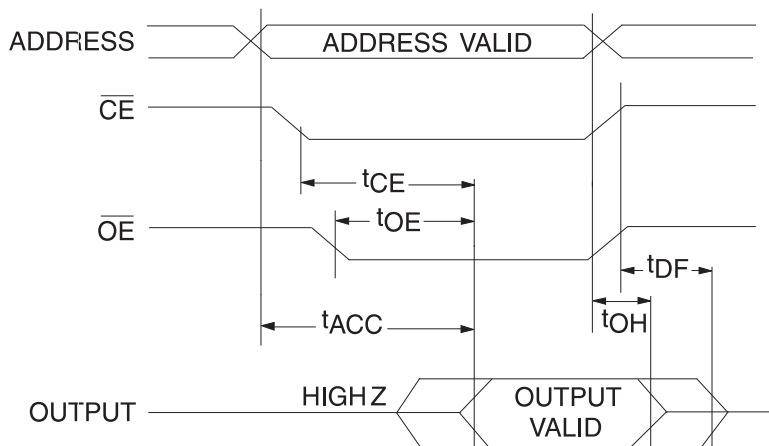 ADDRESS
ADDRESS VALID
CE
tCE
tOE
OE
tDF
tACC
tOH
HIGH Z
OUTPUT
OUTPUT
VALID